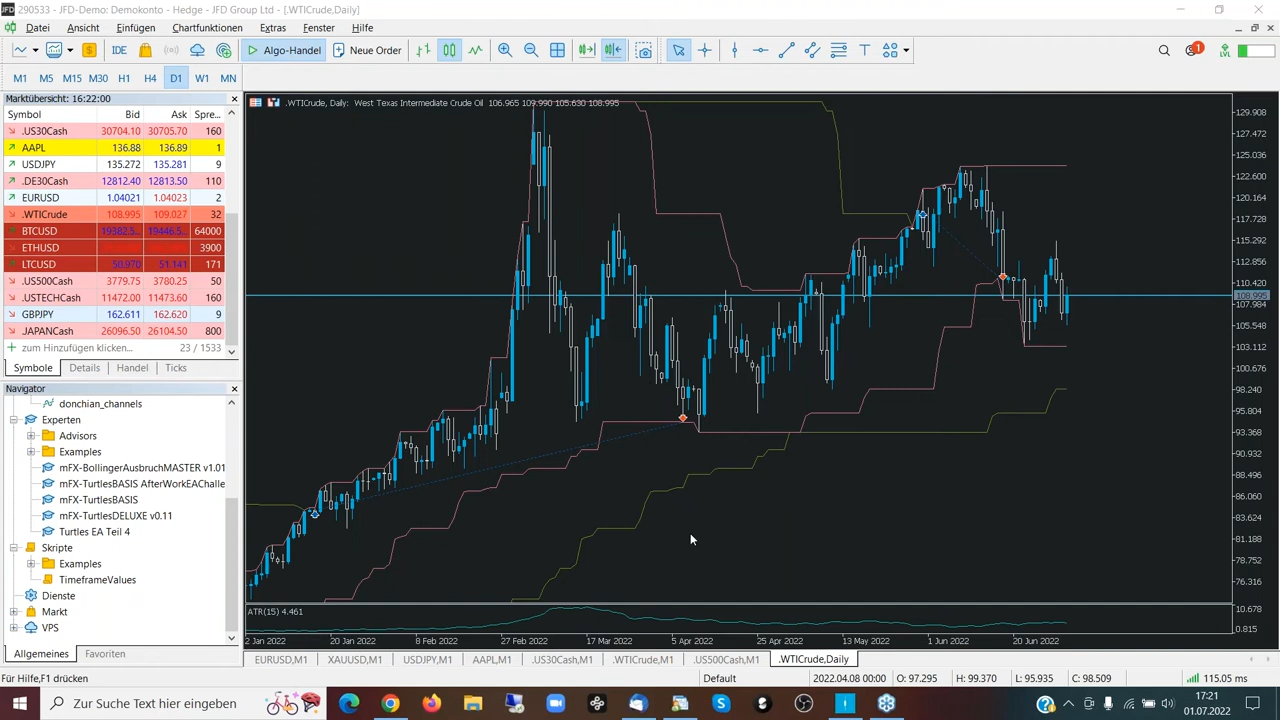 290533 - JFD-Demo: Demokonto - Hedge - JFD Group Ltd - [.WTICrude,Daily]
Datei Ansicht Einfügen Chartfunktionen Extras Fenster Hilfe
IDE Algo-Handel Neue Order 1 LVL
M1 M5 M15 M30 H1 H4 D1 W1 MN
Marktübersicht: 16:22:00
Symbol Bid Ask Spre...
.US30Cash 30704.10 30705.70 160
AAPL 136.88 136.89 1
USDJPY 135.272 135.281 9
.DE30Cash 12812.40 12813.50 110
EURUSD 1.04021 1.04023 2
.WTICrude 108.995 109.027 32
BTCUSD 19382.5... 19446.5... 64000
ETHUSD 3900
LTCUSD 50.970 51.141 171
.US500Cash 3779.75 3780.25 50
.USTECHCash 11472.00 11473.60 160
GBPJPY 162.611 162.620 9
JAPANCash 26096.50 26104.50 800
zum Hinzufügen klicken... 23 / 1533
Symbole Details Handel Ticks
Navigator
donchian_channels
Experten
Advisors
Examples
mFX-BollingerAusbruchMASTER v1.01
mFX-TurtlesBASIS AfterWorkEAChalle
mFX-TurtlesBASIS
mFX-TurtlesDELUXE v0.11
Turtles EA Teil 4
Skripte
Examples
TimeframeValues
Dienste
Markt
VPS
Allgemeines Favoriten
.WTICrude, Daily: West Texas Intermediate Crude Oil 106.965 109.990 105.630 108.995
129.908
127.472
125.036
122.600
120.164
117.728
115.292
112.856
110.420
108.995
107.984
105.548
103.112
100.676
98.240
95.804
93.368
90.932
88.496
86.060
83.624
81.188
78.752
76.316
ATR(15) 4.461
10.678
0.815
2 Jan 2022 20 Jan 2022 8 Feb 2022 27 Feb 2022 17 Mar 2022 5 Apr 2022 25 Apr 2022 13 May 2022 1 Jun 2022 20 Jun 2022
EURUSD,M1 XAUUSD,M1 USDJPY,M1 AAPL,M1 .US30Cash,M1 .WTICrude,M1 .US500Cash,M1 .WTICrude,Daily
Für Hilfe,F1 drücken Default 2022.04.08 00:00 O: 97.295 H: 99.370 L: 95.935 C: 98.509 115.05 ms
Zur Suche Text hier eingeben
17:21
01.07.2022